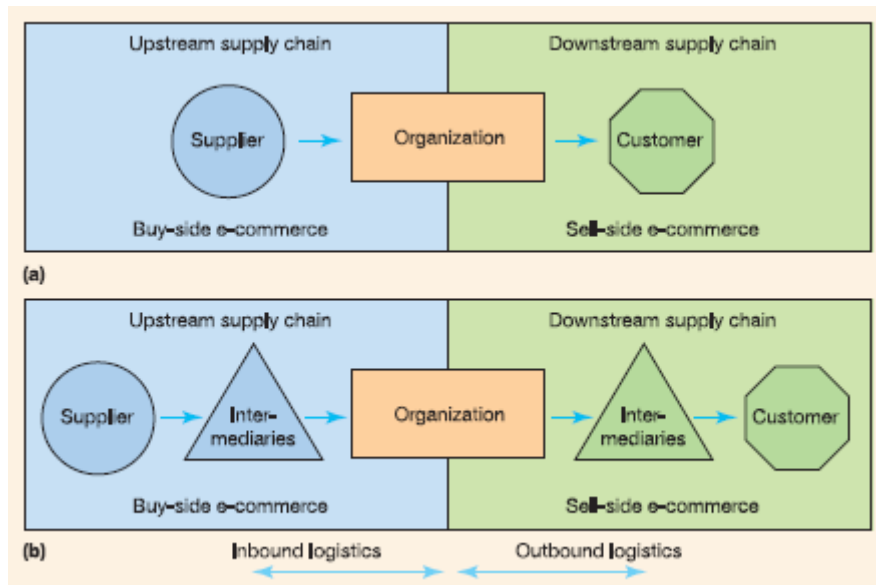 Upstream supply chain
Downstream supply chain
Supplier
Organization
Customer
Buy-side e-commerce
Sell-side e-commerce
(a)
Upstream supply chain
Downstream supply chain
Supplier
Inter-
mediaries
Organization
Inter-
mediaries
Customer
Buy-side e-commerce
Sell-side e-commerce
(b)
Inbound logistics
Outbound logistics